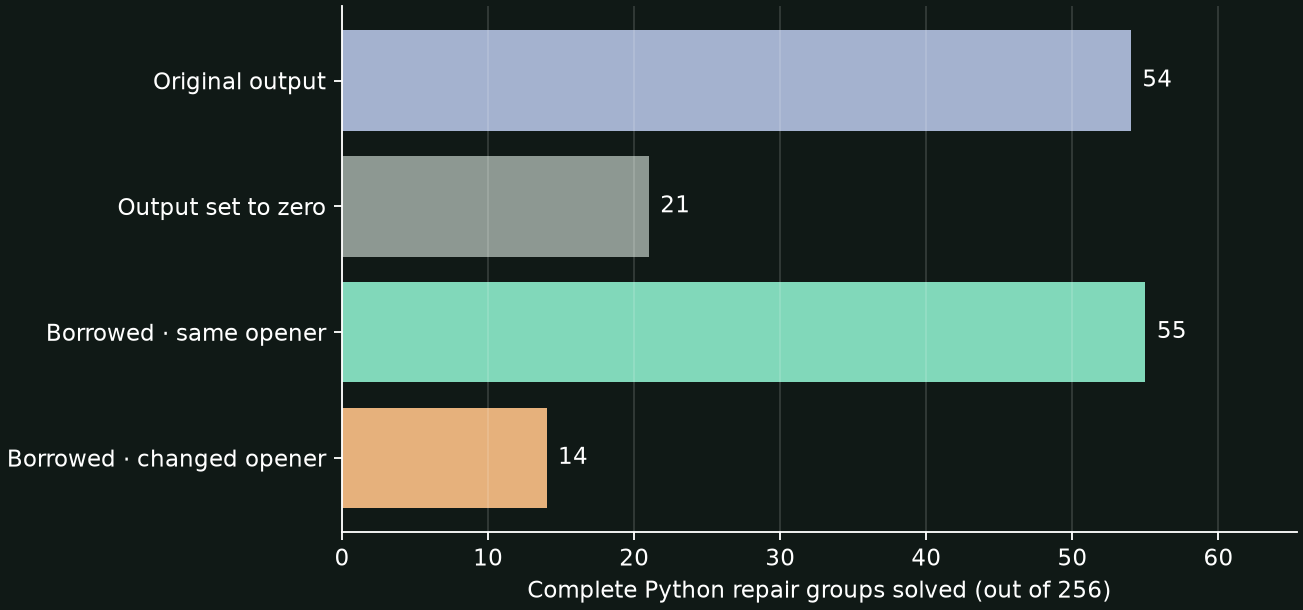 Original output
54
Output set to zero
21
Borrowed · same opener
55
Borrowed · changed opener
14
0 10 20 30 40 50 60
Complete Python repair groups solved (out of 256)